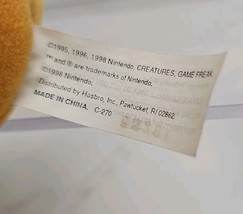 ©1995, 1996, 1998 Nintendo, CREATURES, GAME FREAK
™ and ® are trademarks of Nintendo.
©1998 Nintendo.
Distributed by Hasbro, Inc., Pawtucket, RI 02862
MADE IN CHINA. C-270